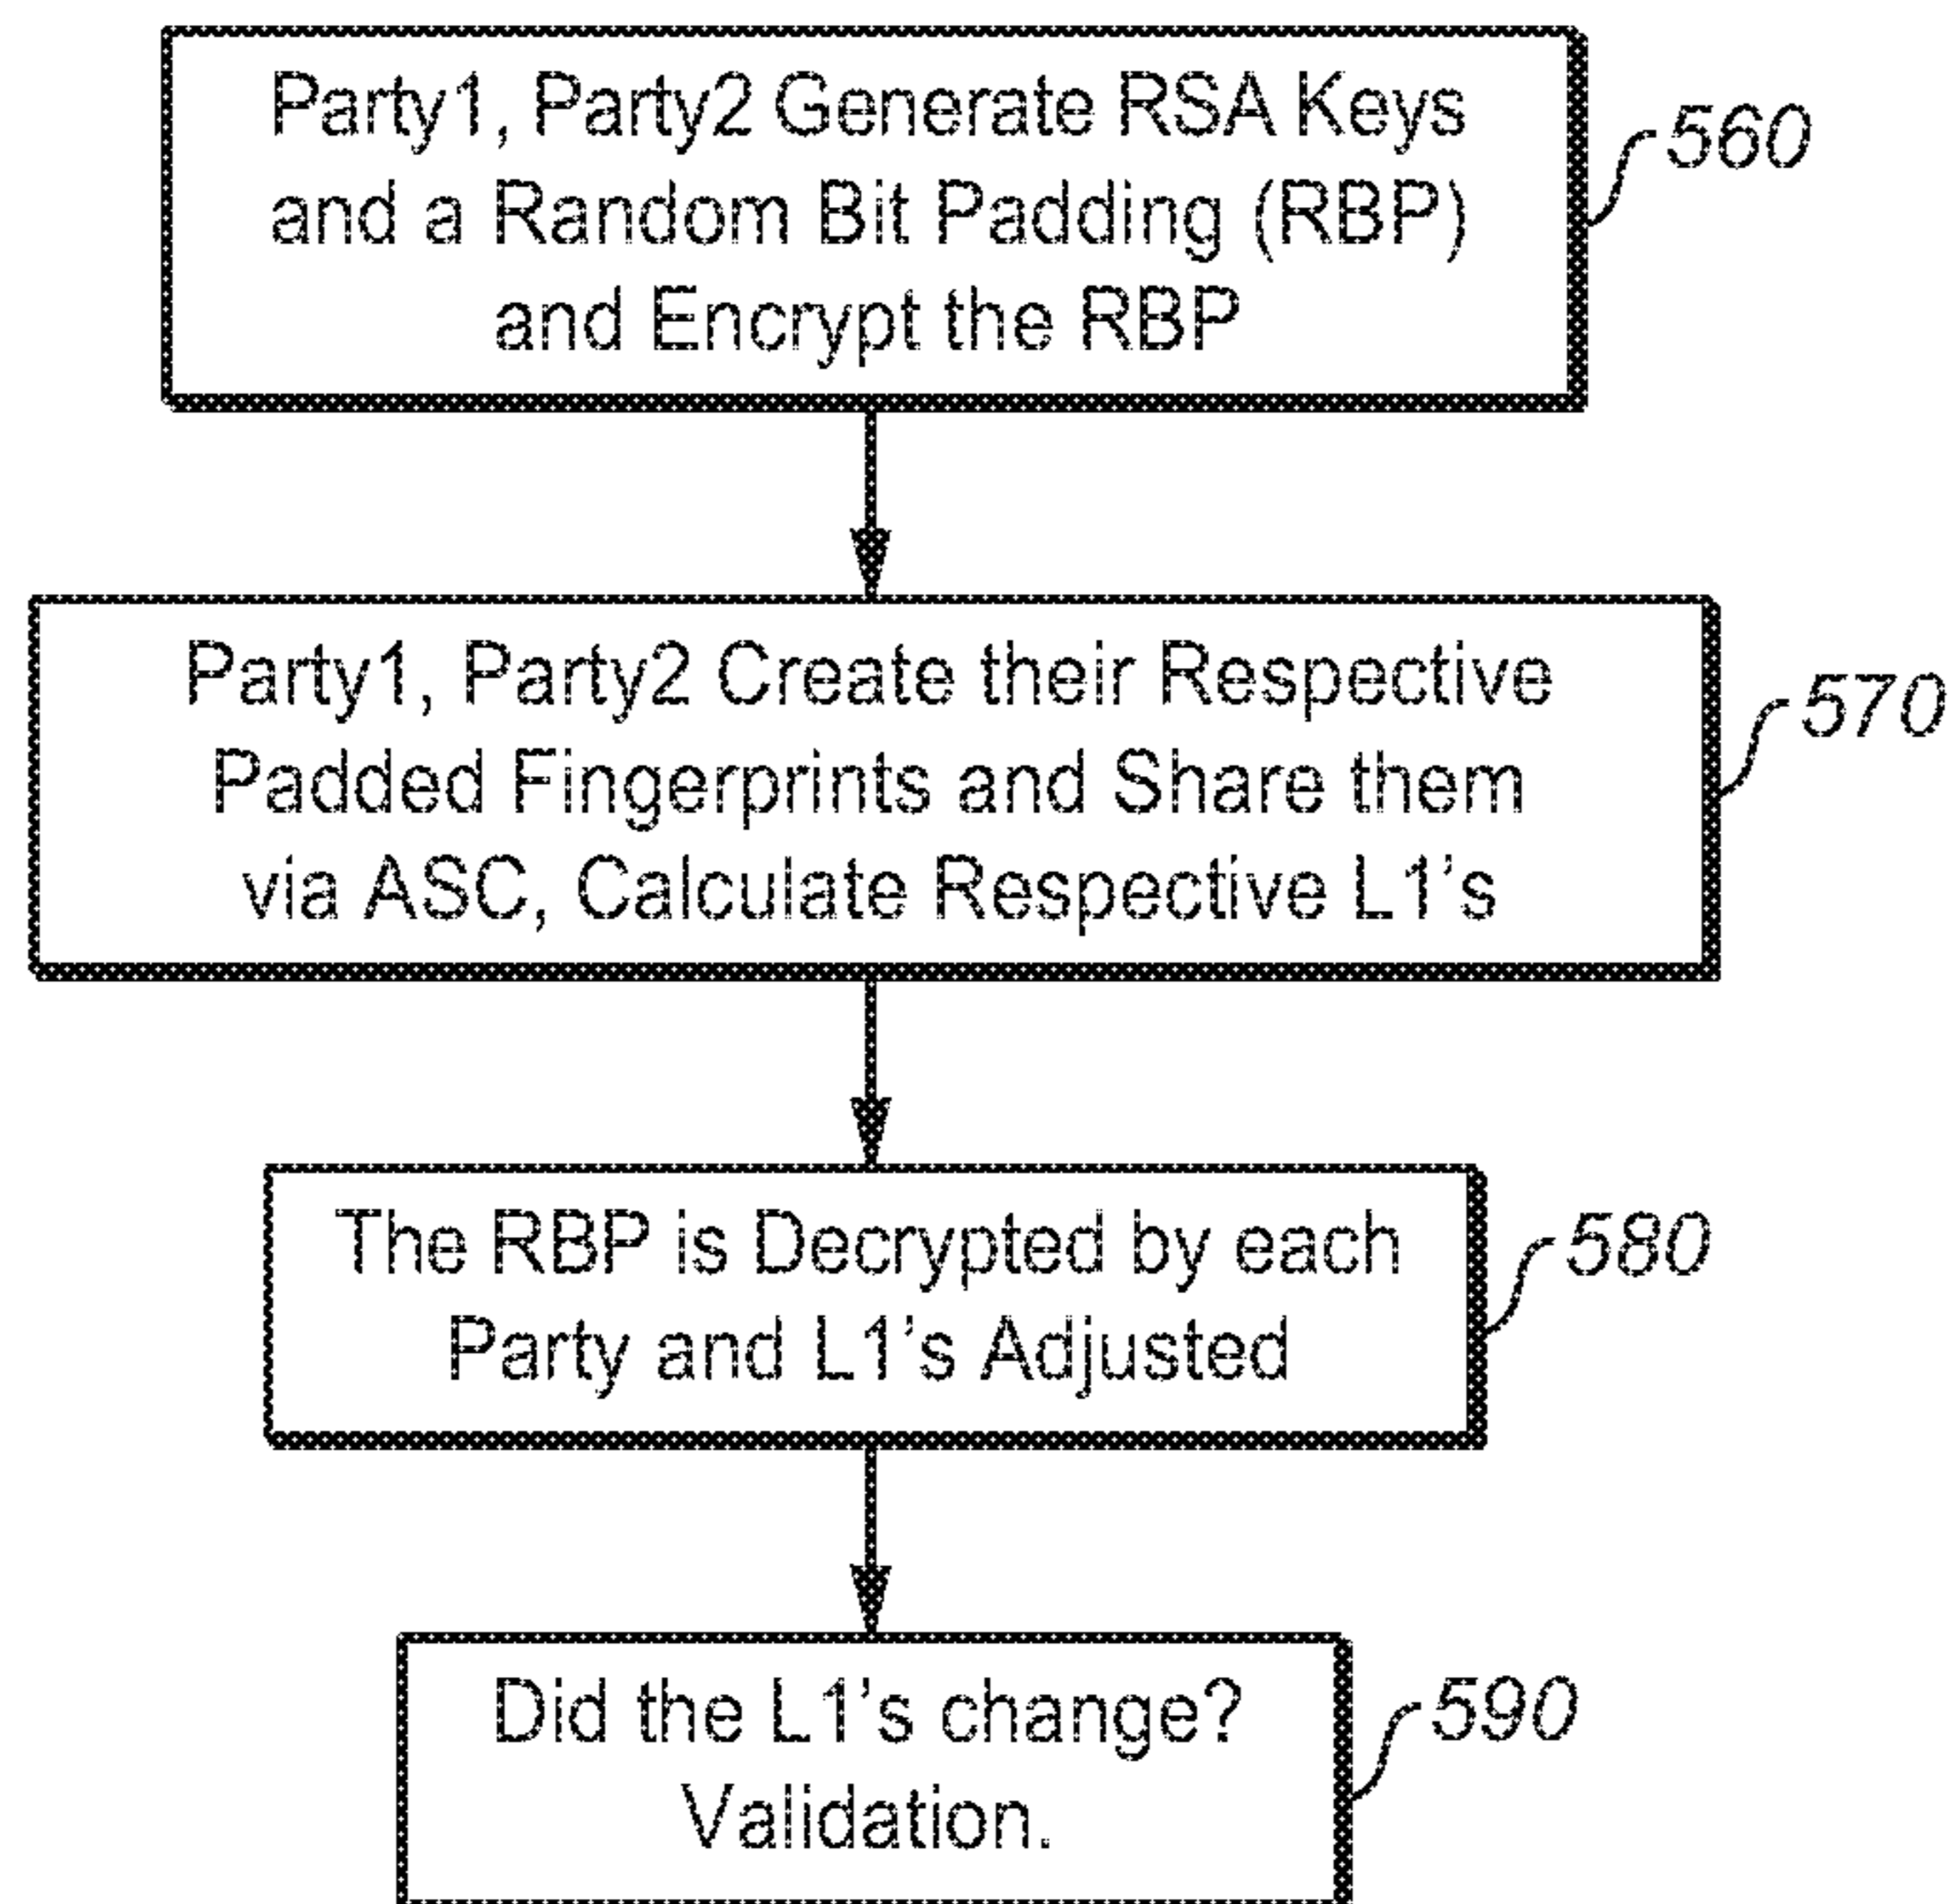 Party1, Party2 Generate RSA Keys
and a Random Bit Padding (RBP)
and Encrypt the RBP
560
Party1, Party2 Create their Respective
Padded Fingerprints and Share them
via ASC, Calculate Respective L1's
570
The RBP is Decrypted by each
Party and L1's Adjusted
580
Did the L1's change?
Validation.
590